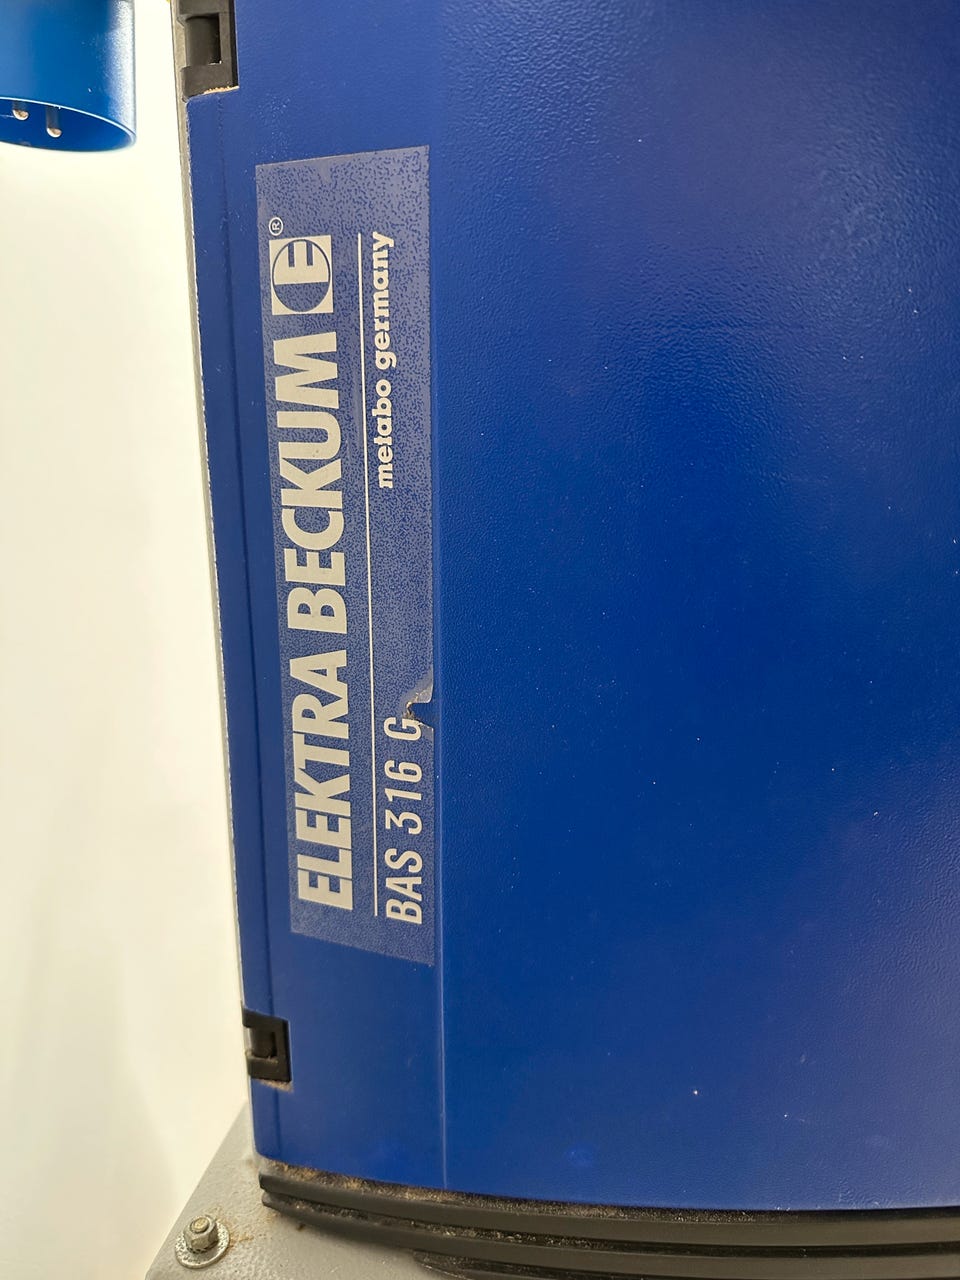 ELEKTRA BECKUM E®
metabo germany
BAS 316 G